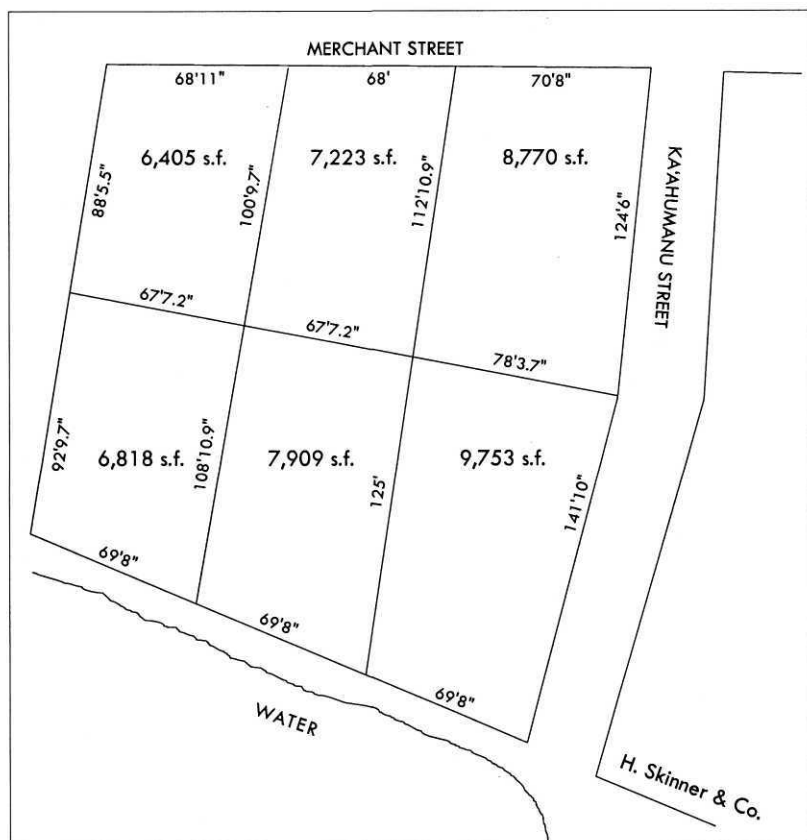 MERCHANT STREET
68'11"
68'
70'8"
6,405 s.f.
7,223 s.f.
8,770 s.f.
88'5.5"
100'9.7"
112'10.9"
124'6"
KA'AHUMANU STREET
67'7.2"
67'7.2"
78'3.7"
92'9.7"
6,818 s.f.
108'10.9"
7,909 s.f.
125'
9,753 s.f.
141'10"
69'8"
69'8"
69'8"
WATER
H. Skinner & Co.